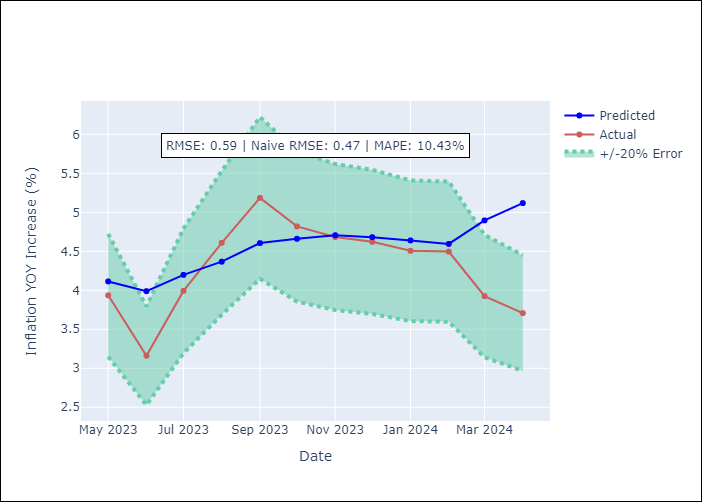 RMSE: 0.59 | Naive RMSE: 0.47 | MAPE: 10.43%
Predicted
Actual
+/-20% Error
Inflation YOY Increase (%)
6
5.5
5
4.5
4
3.5
3
2.5
May 2023
Jul 2023
Sep 2023
Nov 2023
Jan 2024
Mar 2024
Date